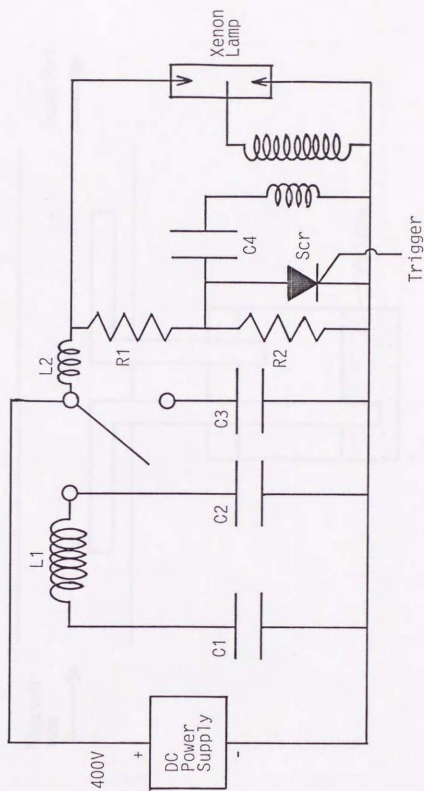 400V
+
DC
Power
Supply
-
L1
C1
C2
C3
L2
R1
R2
C4
Scr
Trigger
Xenon
Lamp